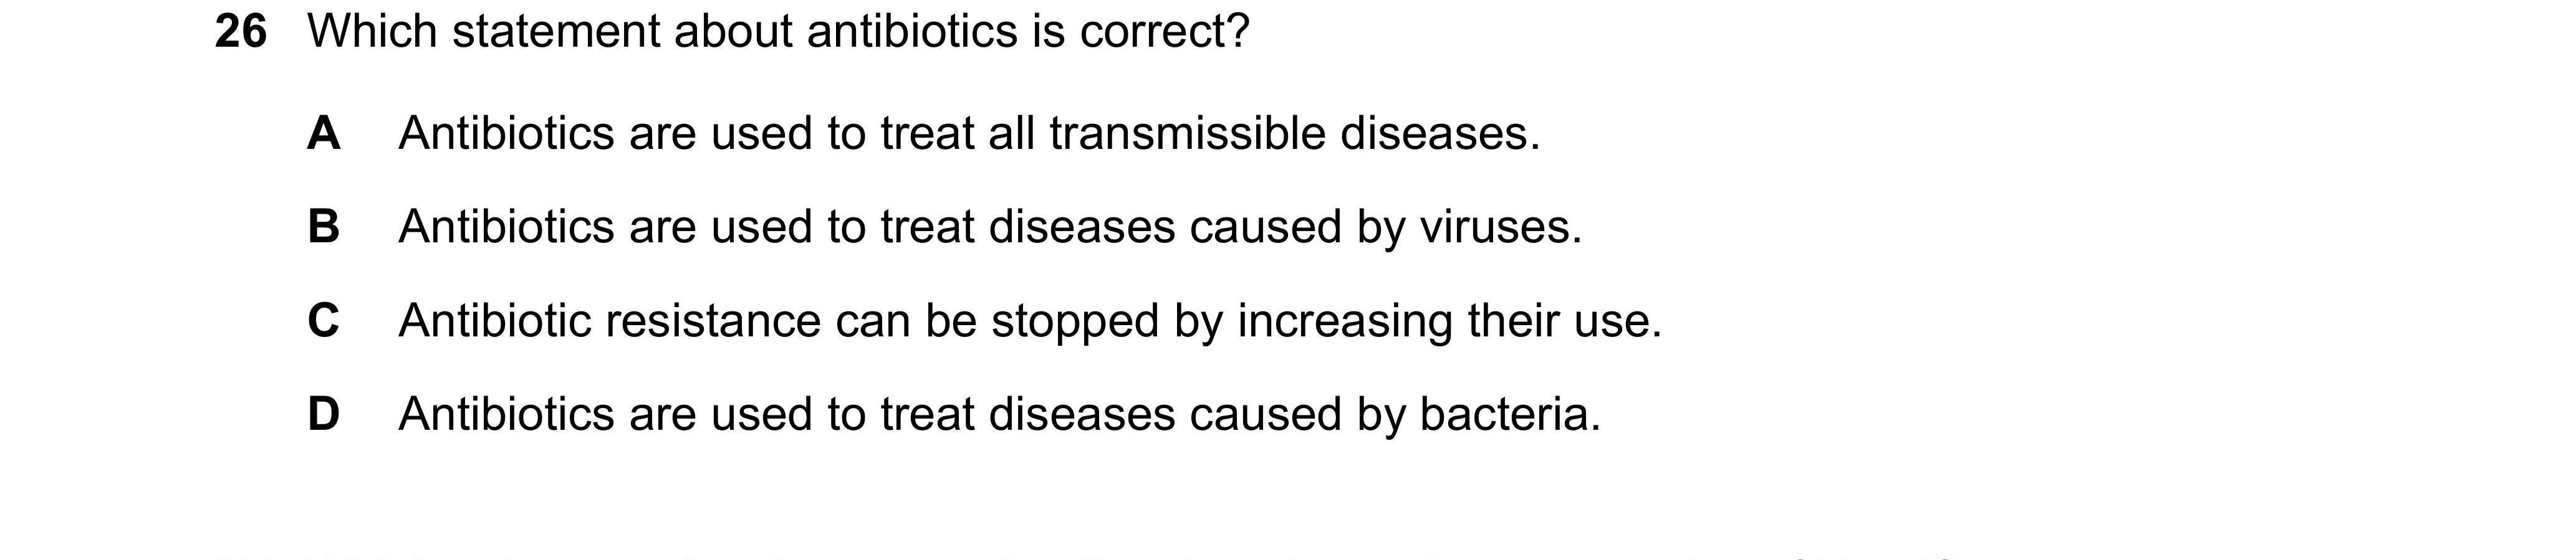 26 Which statement about antibiotics is correct?
A Antibiotics are used to treat all transmissible diseases.
B Antibiotics are used to treat diseases caused by viruses.
C Antibiotic resistance can be stopped by increasing their use.
D Antibiotics are used to treat diseases caused by bacteria.